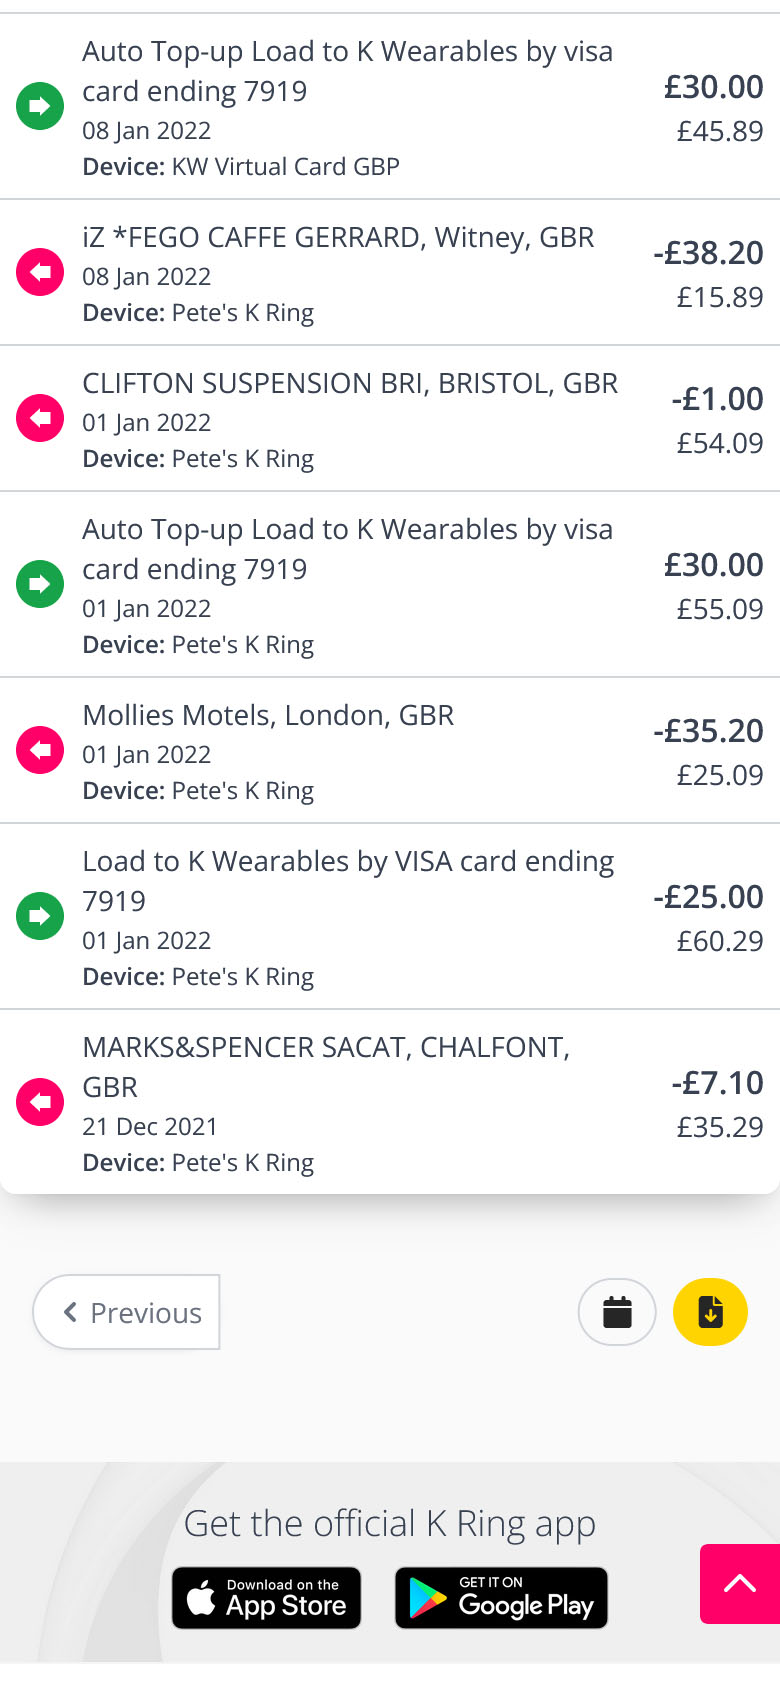 Auto Top-up Load to K Wearables by visa
card ending 7919
£30.00
08 Jan 2022
£45.89
Device: KW Virtual Card GBP
iZ *FEGO CAFFE GERRARD, Witney, GBR
-£38.20
08 Jan 2022
£15.89
Device: Pete's K Ring
CLIFTON SUSPENSION BRI, BRISTOL, GBR
-£1.00
01 Jan 2022
£54.09
Device: Pete's K Ring
Auto Top-up Load to K Wearables by visa
card ending 7919
£30.00
01 Jan 2022
£55.09
Device: Pete's K Ring
Mollies Motels, London, GBR
-£35.20
01 Jan 2022
£25.09
Device: Pete's K Ring
Load to K Wearables by VISA card ending
7919
-£25.00
01 Jan 2022
£60.29
Device: Pete's K Ring
MARKS&SPENCER SACAT, CHALFONT,
GBR
-£7.10
21 Dec 2021
£35.29
Device: Pete's K Ring
Previous
Get the official K Ring app
Download on the
App Store
GET IT ON
Google Play